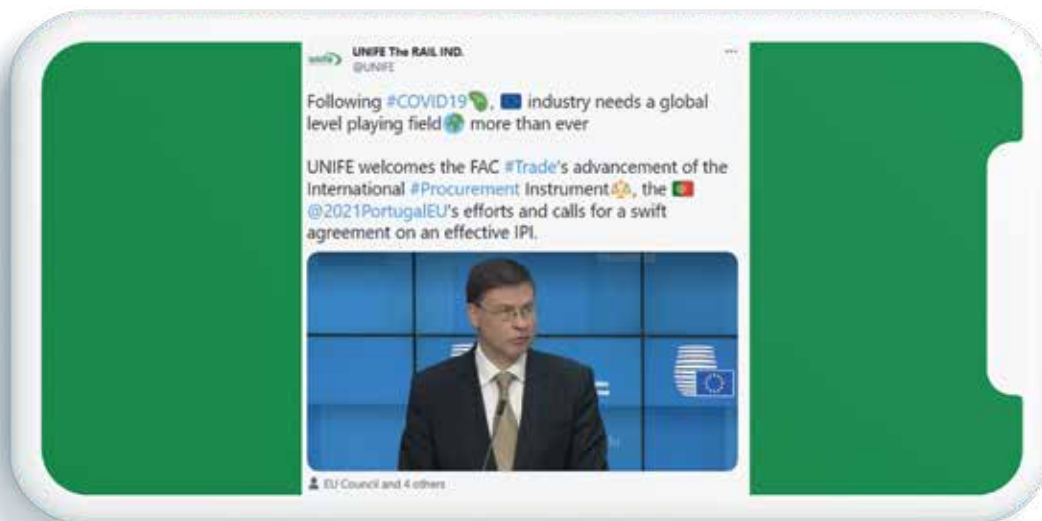 unife
UNIFE The RAIL IND.
@UNIFE
Following #COVID19🦠, 🇪🇺 industry needs a global
level playing field🌍 more than ever
UNIFE welcomes the FAC #Trade's advancement of the
International #Procurement Instrument⚖️, the 🇵🇹
@2021PortugalEU's efforts and calls for a swift
agreement on an effective IPI.
EU Council and 4 others